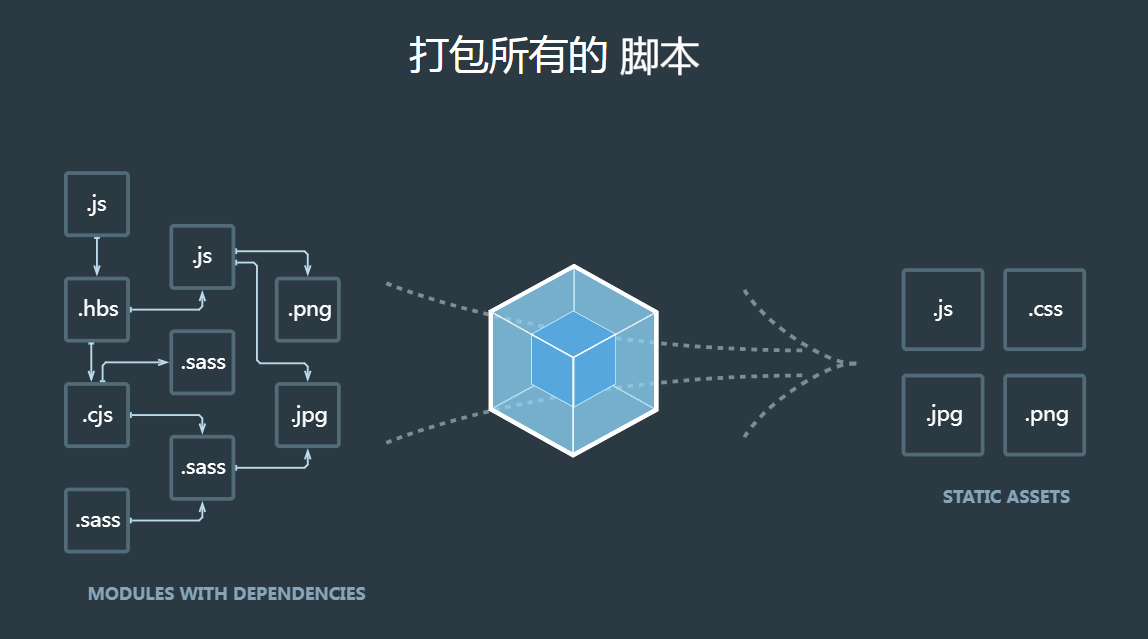 打包所有的 脚本
.js
.js
.hbs
.png
.sass
.cjs
.jpg
.sass
.sass
MODULES WITH DEPENDENCIES
.js
.css
.jpg
.png
STATIC ASSETS